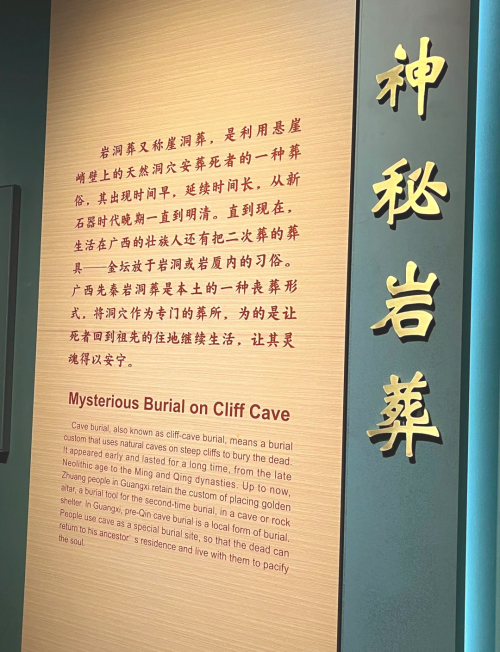 神秘岩葬
岩洞葬又称崖洞葬，是利用悬崖
峭壁上的天然洞穴安葬死者的一种葬
俗，其出现时间早，延续时间长，从新
石器时代晚期一直到明清。直到现在，
生活在广西的壮族人还有把二次葬的葬
具——金坛放于岩洞或岩厦内的习俗。
广西先秦岩洞葬是本土的一种丧葬形
式，将洞穴作为专门的葬所，为的是让
死者回到祖先的住地继续生活，让其灵
魂得以安宁。
Mysterious Burial on Cliff Cave
Cave burial, also known as cliff-cave burial, means a burial
custom that uses natural caves on steep cliffs to bury the dead.
It appeared early and lasted for a long time, from the late
Neolithic age to the Ming and Qing dynasties. Up to now,
Zhuang people in Guangxi retain the custom of placing golden
altar, a burial tool for the second-time burial, in a cave or rock
shelter. In Guangxi, pre-Qin cave burial is a local form of burial.
People use cave as a special burial site, so that the dead can
return to his ancestor’s residence and live with them to pacify
the soul.